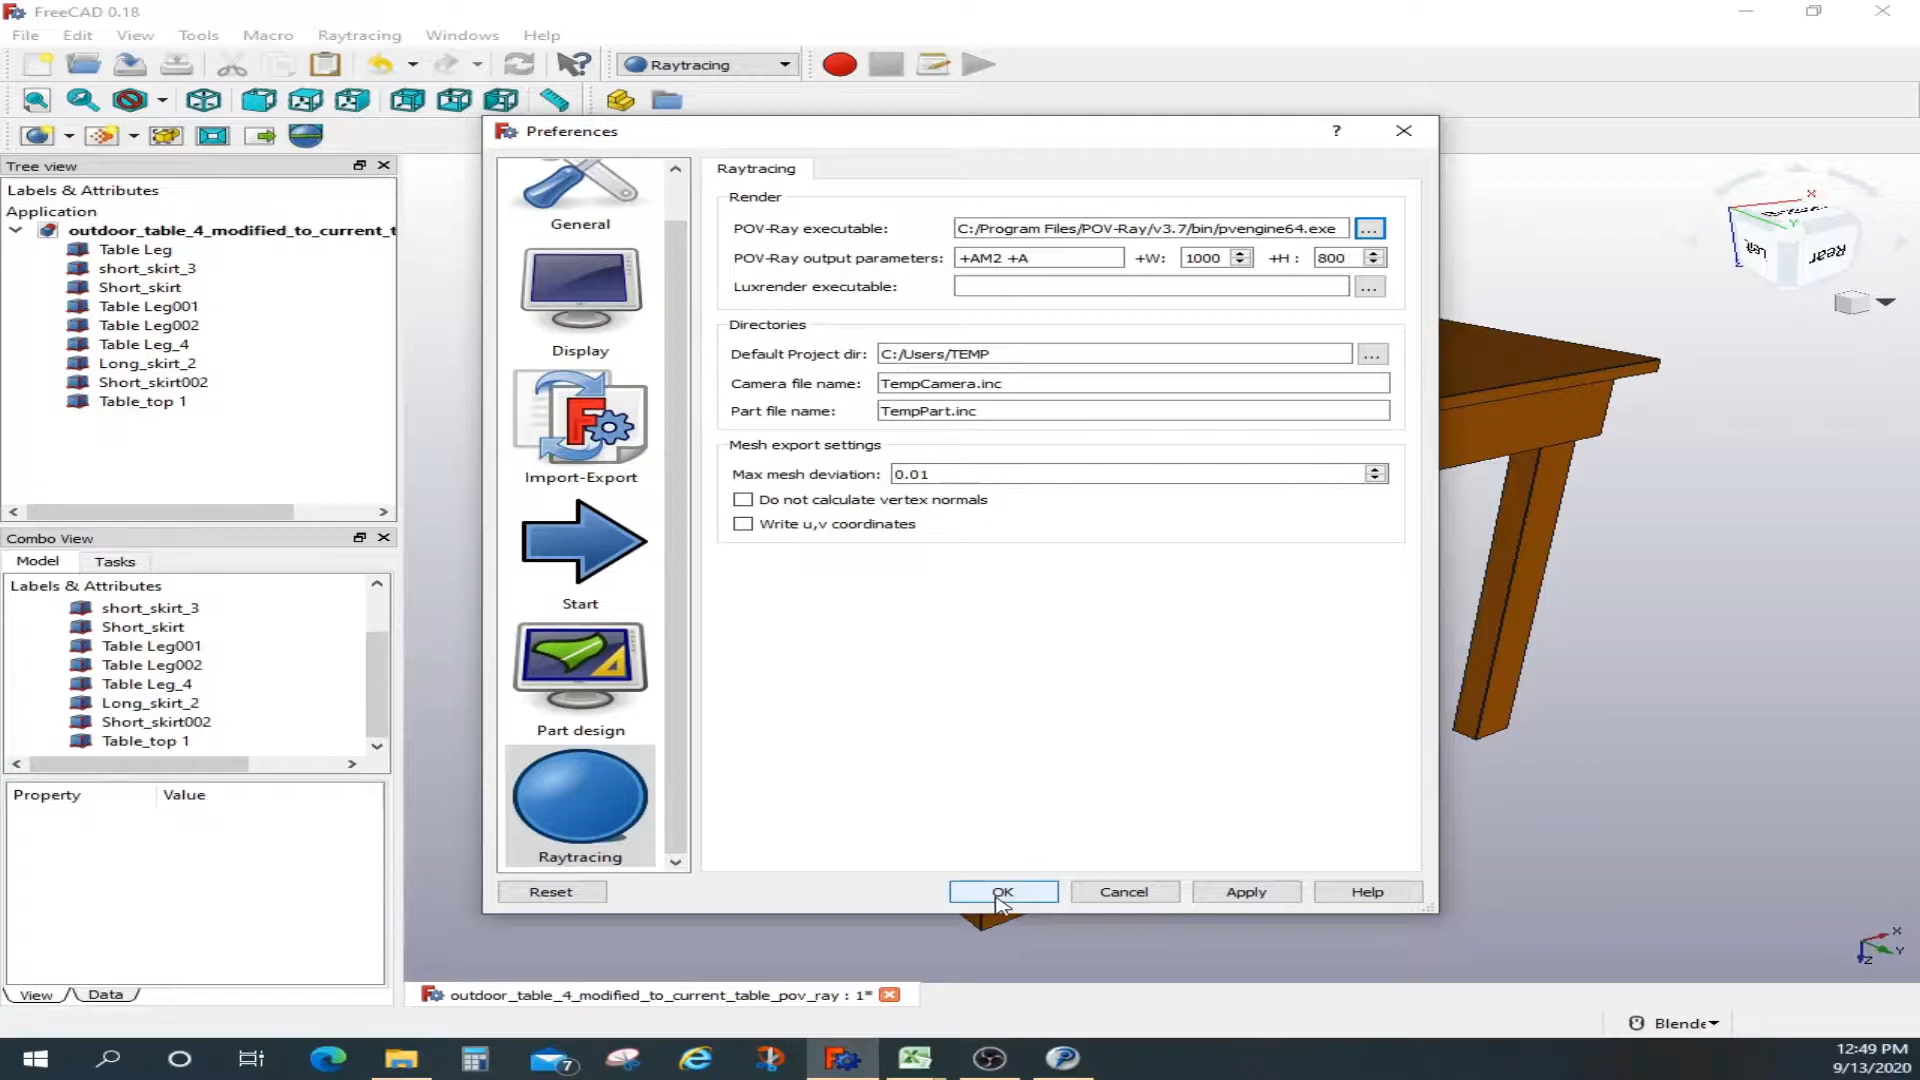 FreeCAD 0.18
File Edit View Tools Macro Raytracing Windows Help
Raytracing
Tree view
Labels & Attributes
Application
outdoor_table_4_modified_to_current_t
Table Leg
short_skirt_3
Short_skirt
Table Leg001
Table Leg002
Table Leg_4
Long_skirt_2
Short_skirt002
Table_top 1
Combo View
Model Tasks
Labels & Attributes
short_skirt_3
Short_skirt
Table Leg001
Table Leg002
Table Leg_4
Long_skirt_2
Short_skirt002
Table_top 1
Property Value
View Data
Preferences ?
General
Display
Import-Export
Start
Part design
Raytracing
Raytracing
Render
POV-Ray executable: C:/Program Files/POV-Ray/v3.7/bin/pvengine64.exe ...
POV-Ray output parameters: +AM2 +A +W: 1000 +H : 800
Luxrender executable: ...
Directories
Default Project dir: C:/Users/TEMP ...
Camera file name: TempCamera.inc
Part file name: TempPart.inc
Mesh export settings
Max mesh deviation: 0.01
Do not calculate vertex normals
Write u,v coordinates
Reset OK Cancel Apply Help
X
Y
Z
Left
Rear
X
Y
Z
outdoor_table_4_modified_to_current_table_pov_ray : 1*
Blende
7
12:49 PM
9/13/2020